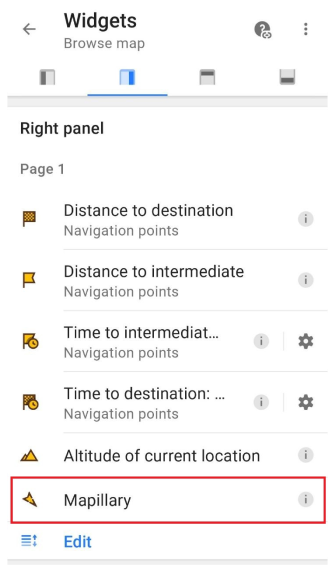 Widgets
Browse map
Right panel
Page 1
Distance to destination
Navigation points
Distance to intermediate
Navigation points
Time to intermediat...
Navigation points
Time to destination: ...
Navigation points
Altitude of current location
Mapillary
Edit